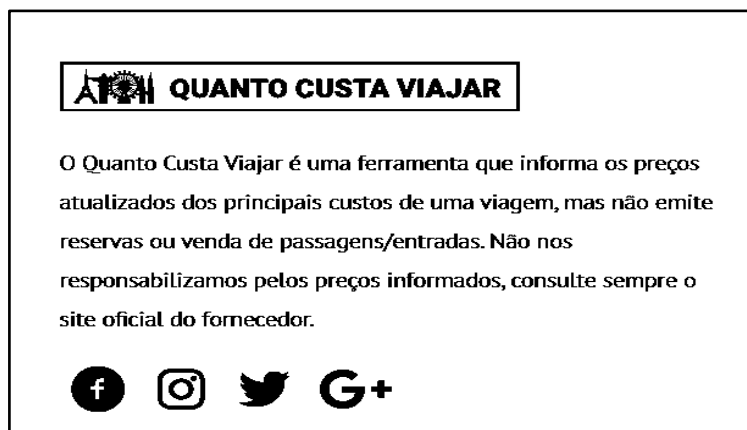 QUANTO CUSTA VIAJAR
O Quanto Custa Viajar é uma ferramenta que informa os preços
atualizados dos principais custos de uma viagem, mas não emite
reservas ou venda de passagens/entradas. Não nos
responsabilizamos pelos preços informados, consulte sempre o
site oficial do fornecedor.
f G+